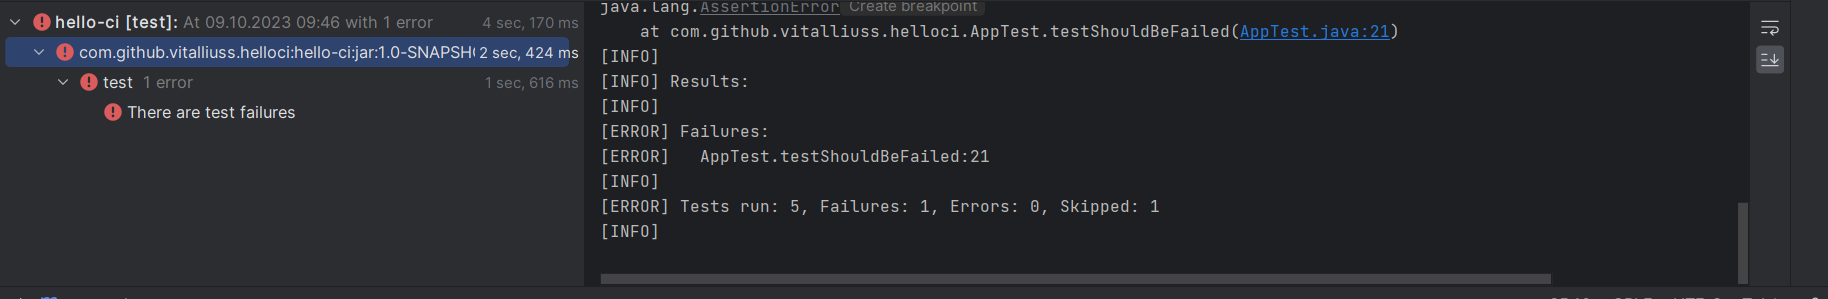 hello-ci [test]: At 09.10.2023 09:46 with 1 error 4 sec, 170 ms
com.github.vitalliuss.helloci:hello-ci:jar:1.0-SNAPSHO 2 sec, 424 ms
test 1 error 1 sec, 616 ms
There are test failures
java.lang.AssertionError Create breakpoint
at com.github.vitalliuss.helloci.AppTest.testShouldBeFailed(AppTest.java:21)
[INFO]
[INFO] Results:
[INFO]
[ERROR] Failures:
[ERROR]   AppTest.testShouldBeFailed:21
[INFO]
[ERROR] Tests run: 5, Failures: 1, Errors: 0, Skipped: 1
[INFO]